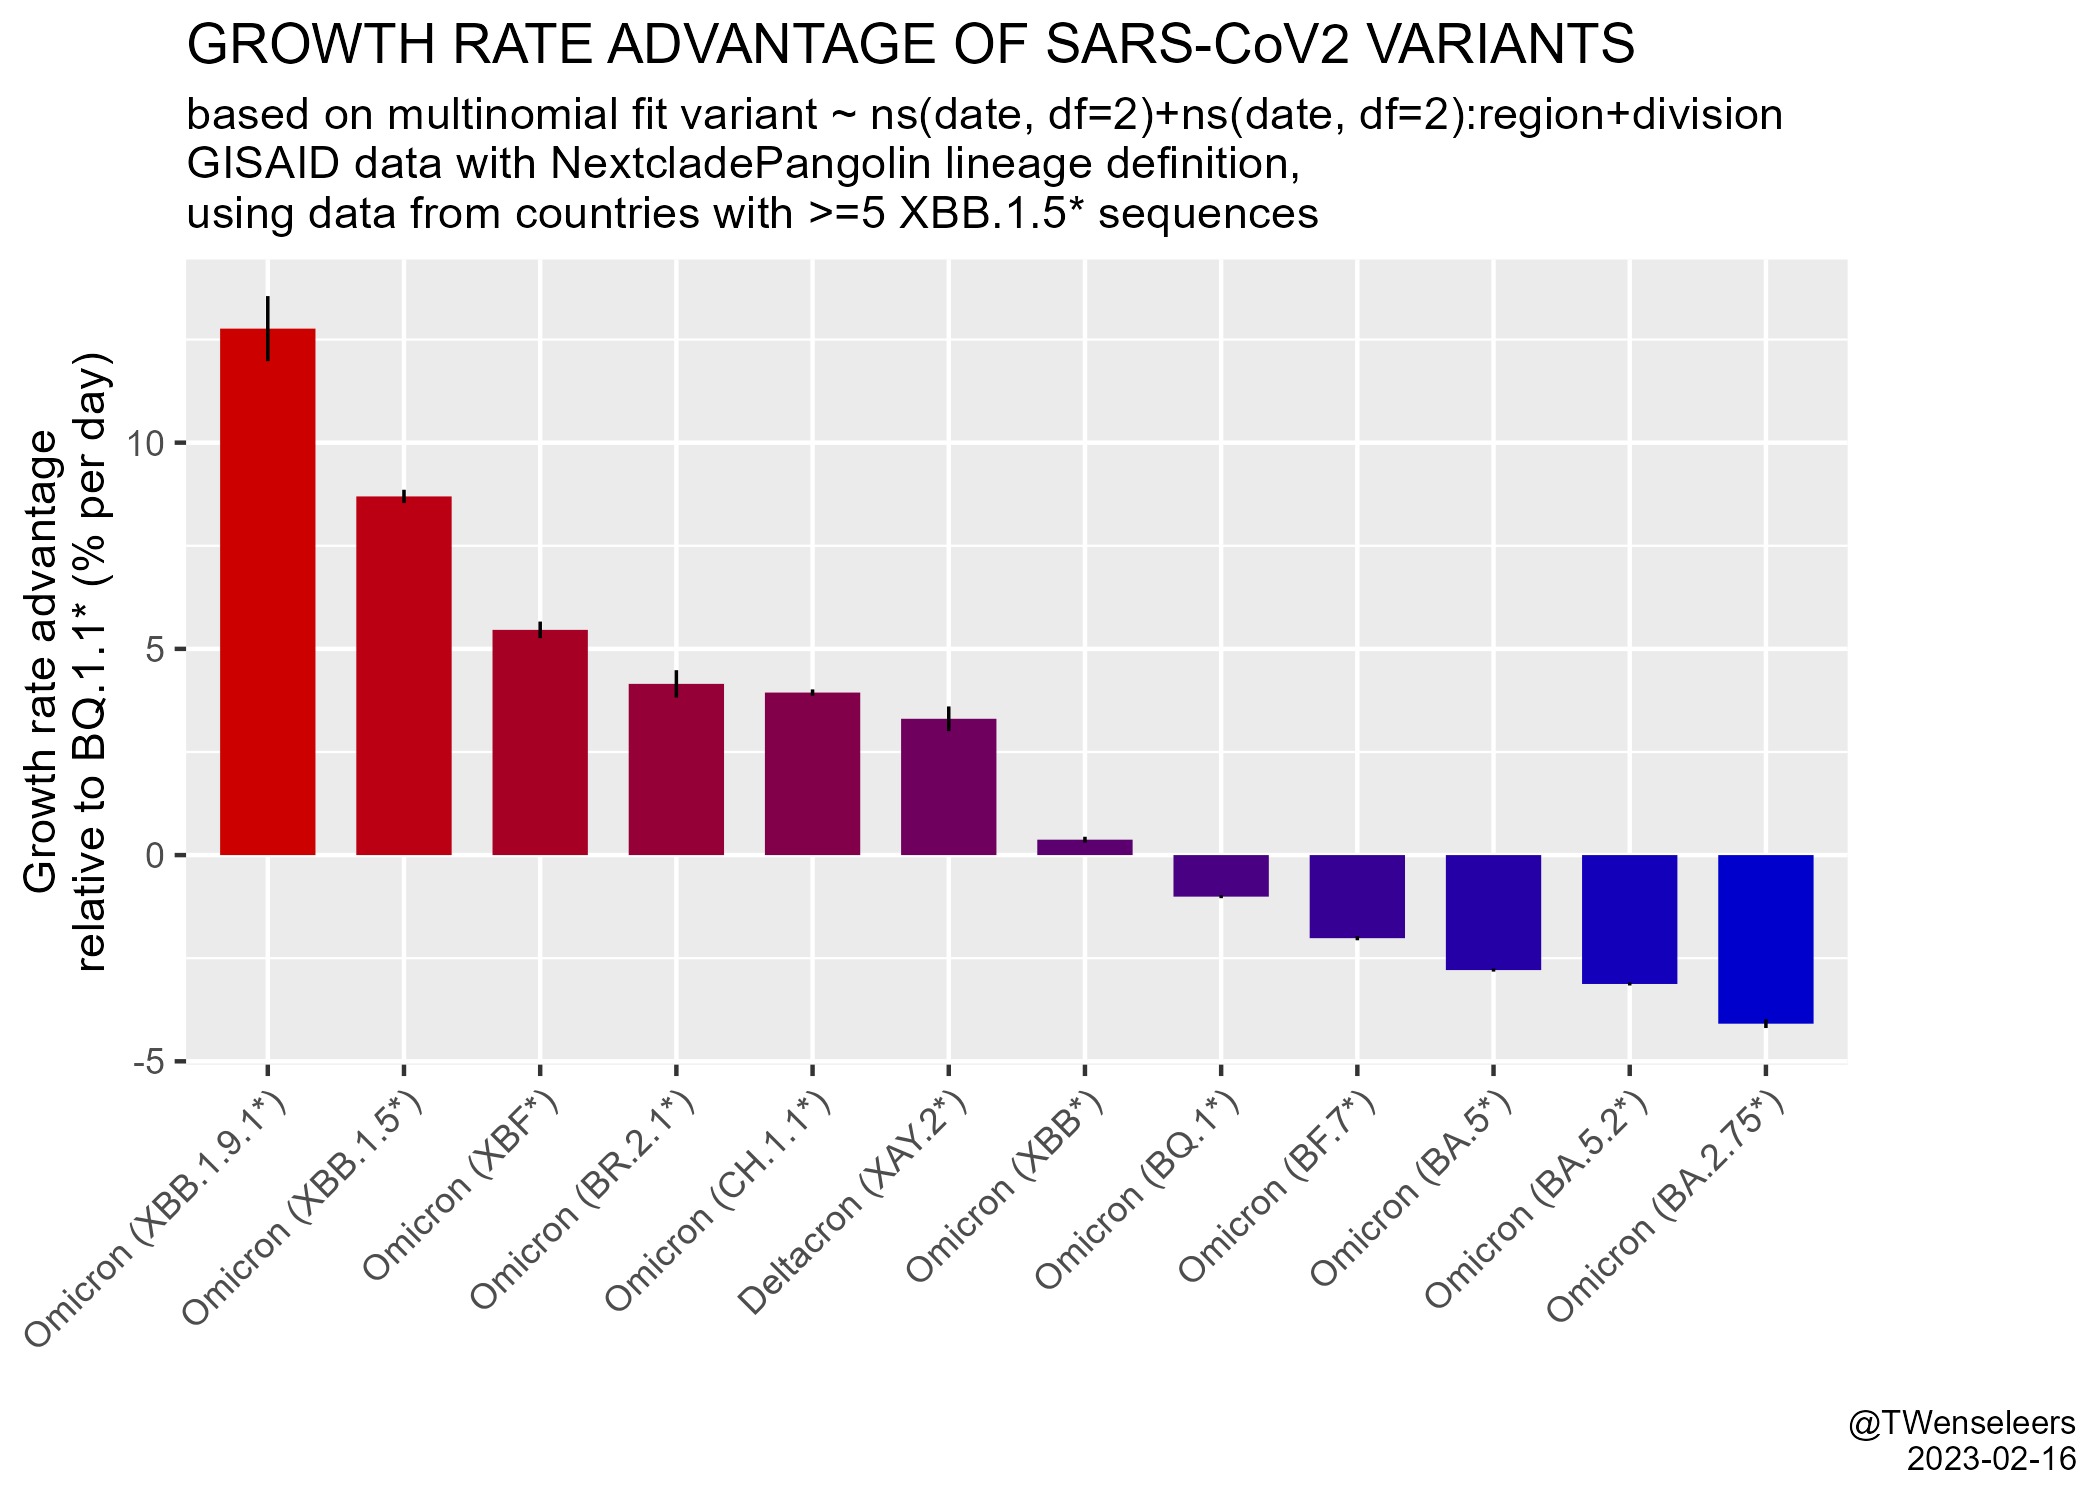 GROWTH RATE ADVANTAGE OF SARS-CoV2 VARIANTS
based on multinomial fit variant ~ ns(date, df=2)+ns(date, df=2):region+division
GISAID data with NextcladePangolin lineage definition,
using data from countries with >=5 XBB.1.5* sequences
Growth rate advantage
relative to BQ.1.1* (% per day)
10
5
0
-5
Omicron (XBB.1.9.1*)
Omicron (XBB.1.5*)
Omicron (XBF*)
Omicron (BR.2.1*)
Omicron (CH.1.1*)
Deltacron (XAY.2*)
Omicron (XBB*)
Omicron (BQ.1*)
Omicron (BF.7*)
Omicron (BA.5*)
Omicron (BA.5.2*)
Omicron (BA.2.75*)
@TWenseleers
2023-02-16